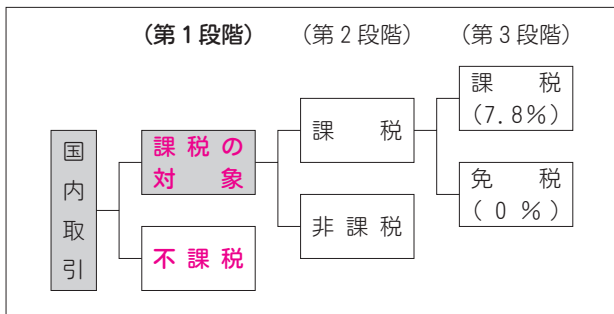 (第1段階) (第2段階) (第3段階)
国内取引
課税の
対象
不課税
課税
非課税
課税
(7.8%)
免税
(0%)